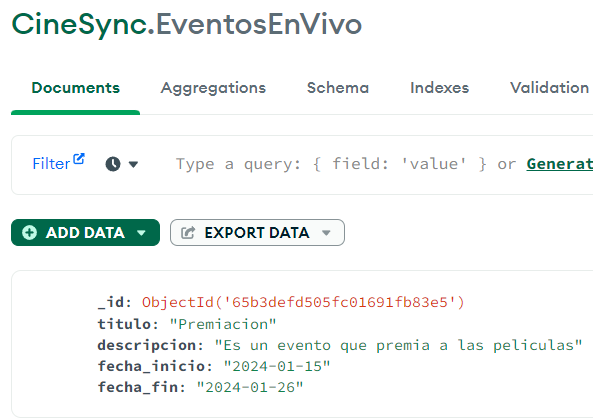 CineSync.EventosEnVivo
Documents Aggregations Schema Indexes Validation
Filter Type a query: { field: 'value' } or Generat
ADD DATA EXPORT DATA
_id: ObjectId('65b3defd505fc01691fb83e5')
titulo: "Premiacion"
descripcion: "Es un evento que premia a las peliculas"
fecha_inicio: "2024-01-15"
fecha_fin: "2024-01-26"